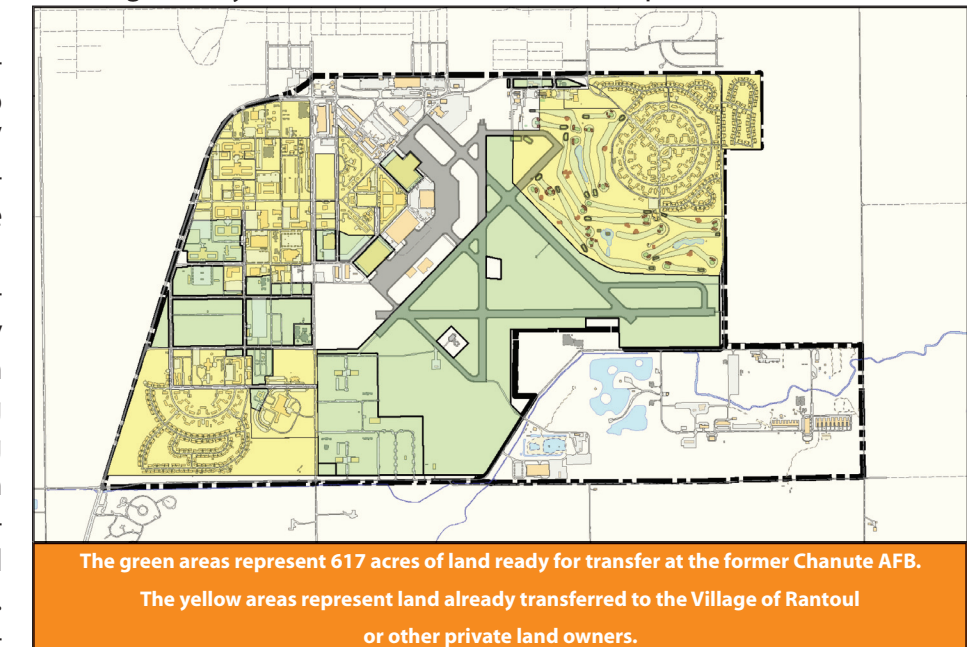 The green areas represent 617 acres of land ready for transfer at the former Chanute AFB.
The yellow areas represent land already transferred to the Village of Rantoul
or other private land owners.